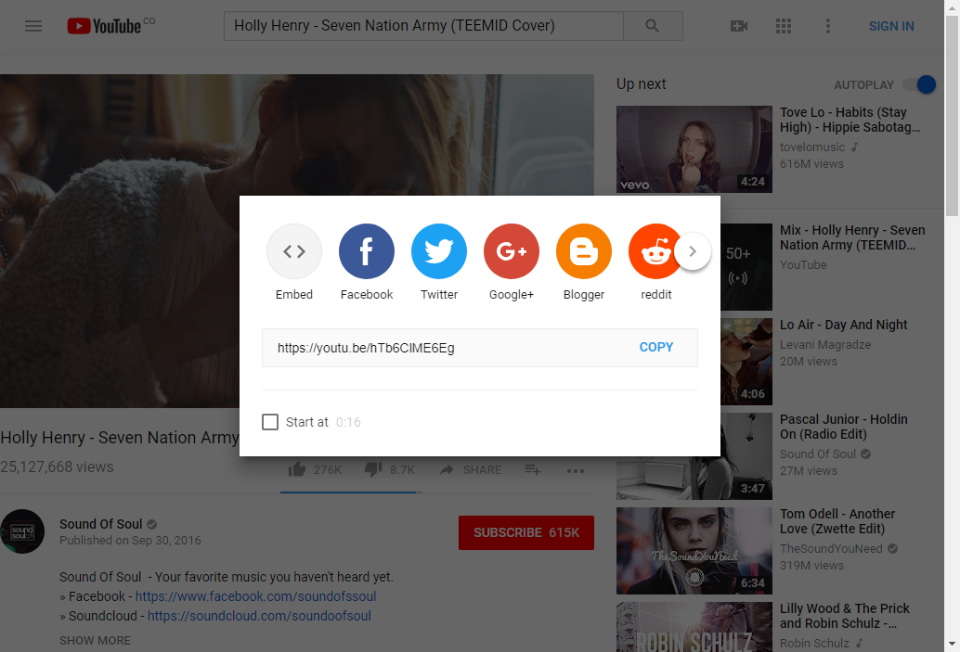 YouTube CO
Holly Henry - Seven Nation Army (TEEMID Cover)
SIGN IN
Embed
Facebook
Twitter
G+
Google+
Blogger
reddit
https://youtu.be/hTb6ClME6Eg
COPY
Start at 0:16
Holly Henry - Seven Nation Army
25,127,668 views
276K
8.7K
SHARE
Sound Of Soul
Published on Sep 30, 2016
SUBSCRIBE 615K
Sound Of Soul - Your favorite music you haven't heard yet.
» Facebook - https://www.facebook.com/soundofssoul
» Soundcloud - https://soundcloud.com/soundoofsoul
SHOW MORE
Up next
AUTOPLAY
vevo
4:24
Tove Lo - Habits (Stay
High) - Hippie Sabotag...
tovelomusic
616M views
50+
Mix - Holly Henry - Seven
Nation Army (TEEMID...
YouTube
4:06
Lo Air - Day And Night
Levani Magradze
20M views
3:47
Pascal Junior - Holdin
On (Radio Edit)
Sound Of Soul
27M views
TheSoundYouNeed
6:34
Tom Odell - Another
Love (Zwette Edit)
TheSoundYouNeed
319M views
ROBIN SCHULZ
Lilly Wood & The Prick
and Robin Schulz -...
Robin Schulz